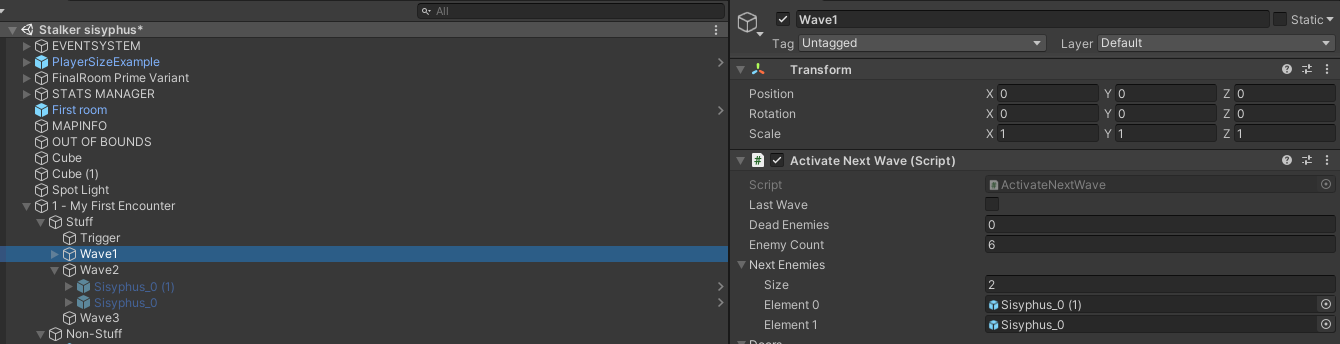 All
Stalker sisyphus*
EVENTSYSTEM
PlayerSizeExample
FinalRoom Prime Variant
STATS MANAGER
First room
MAPINFO
OUT OF BOUNDS
Cube
Cube (1)
Spot Light
1 - My First Encounter
Stuff
Trigger
Wave1
Wave2
Sisyphus_0 (1)
Sisyphus_0
Wave3
Non-Stuff
Wave1 Static
Tag Untagged Layer Default
Transform
Position X 0 Y 0 Z 0
Rotation X 0 Y 0 Z 0
Scale X 1 Y 1 Z 1
# Activate Next Wave (Script)
Script # ActivateNextWave
Last Wave
Dead Enemies 0
Enemy Count 6
Next Enemies
Size 2
Element 0 Sisyphus_0 (1)
Element 1 Sisyphus_0
Doors